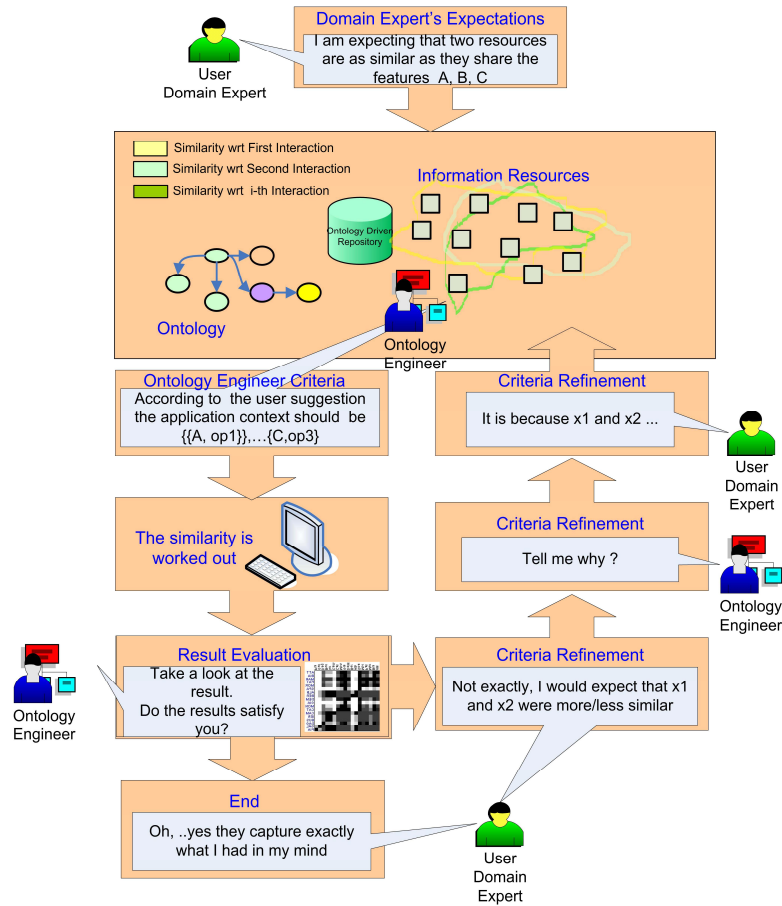 Domain Expert's Expectations
I am expecting that two resources
are as similar as they share the
features A, B, C
User
Domain Expert
Similarity wrt First Interaction
Similarity wrt Second Interaction
Similarity wrt i-th Interaction
Information Resources
Ontology Driven
Repository
Ontology
Ontology
Engineer
Ontology Engineer Criteria
According to the user suggestion
the application context should be
{{A, op1}},...{C,op3}
Criteria Refinement
It is because x1 and x2 ...
User
Domain
Expert
The similarity is
worked out
Criteria Refinement
Tell me why ?
Ontology
Engineer
Result Evaluation
Take a look at the
result.
Do the results satisfy
you?
Ontology
Engineer
Criteria Refinement
Not exactly, I would expect that x1
and x2 were more/less similar
End
Oh, ..yes they capture exactly
what I had in my mind
User
Domain
Expert